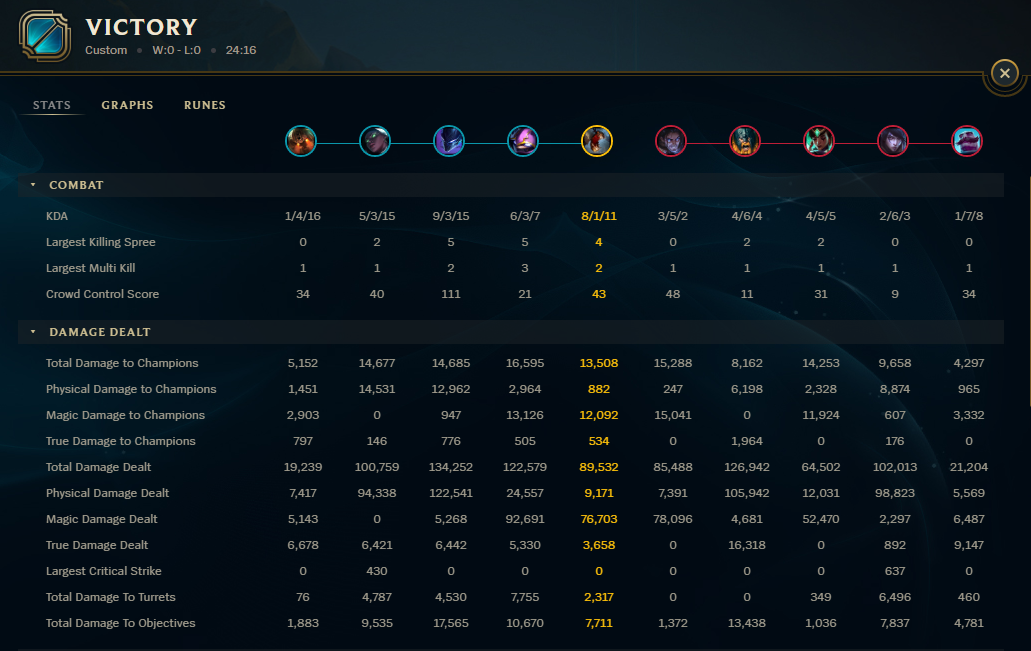 VICTORY
Custom • W:0 - L:0 • 24:16
STATS GRAPHS RUNES
COMBAT
KDA 1/4/16 5/3/15 9/3/15 6/3/7 8/1/11 3/5/2 4/6/4 4/5/5 2/6/3 1/7/8
Largest Killing Spree 0 2 5 5 4 0 2 2 0 0
Largest Multi Kill 1 1 2 3 2 1 1 1 1 1
Crowd Control Score 34 40 111 21 43 48 11 31 9 34
DAMAGE DEALT
Total Damage to Champions 5,152 14,677 14,685 16,595 13,508 15,288 8,162 14,253 9,658 4,297
Physical Damage to Champions 1,451 14,531 12,962 2,964 882 247 6,198 2,328 8,874 965
Magic Damage to Champions 2,903 0 947 13,126 12,092 15,041 0 11,924 607 3,332
True Damage to Champions 797 146 776 505 534 0 1,964 0 176 0
Total Damage Dealt 19,239 100,759 134,252 122,579 89,532 85,488 126,942 64,502 102,013 21,204
Physical Damage Dealt 7,417 94,338 122,541 24,557 9,171 7,391 105,942 12,031 98,823 5,569
Magic Damage Dealt 5,143 0 5,268 92,691 76,703 78,096 4,681 52,470 2,297 6,487
True Damage Dealt 6,678 6,421 6,442 5,330 3,658 0 16,318 0 892 9,147
Largest Critical Strike 0 430 0 0 0 0 0 0 637 0
Total Damage To Turrets 76 4,787 4,530 7,755 2,317 0 0 349 6,496 460
Total Damage To Objectives 1,883 9,535 17,565 10,670 7,711 1,372 13,438 1,036 7,837 4,781